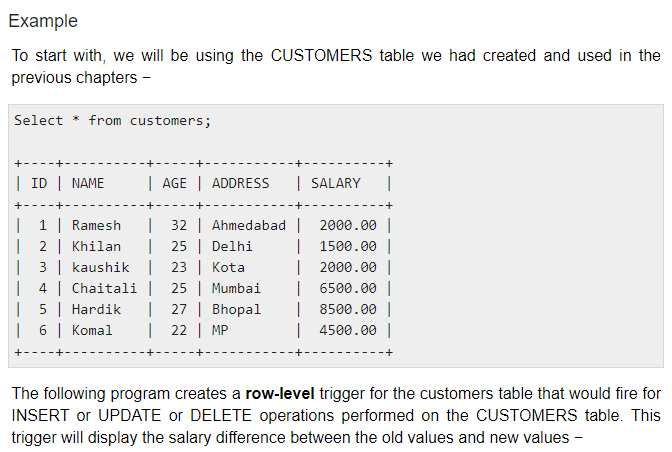 Example
To start with, we will be using the CUSTOMERS table we had created and used in the
previous chapters −
Select * from customers;
+----+----------+-----+-----------+----------+
| ID | NAME     | AGE | ADDRESS   | SALARY   |
+----+----------+-----+-----------+----------+
|  1 | Ramesh   |  32 | Ahmedabad |  2000.00 |
|  2 | Khilan   |  25 | Delhi     |  1500.00 |
|  3 | kaushik  |  23 | Kota      |  2000.00 |
|  4 | Chaitali |  25 | Mumbai    |  6500.00 |
|  5 | Hardik   |  27 | Bhopal    |  8500.00 |
|  6 | Komal    |  22 | MP        |  4500.00 |
+----+----------+-----+-----------+----------+
The following program creates a row-level trigger for the customers table that would fire for
INSERT or UPDATE or DELETE operations performed on the CUSTOMERS table. This
trigger will display the salary difference between the old values and new values −